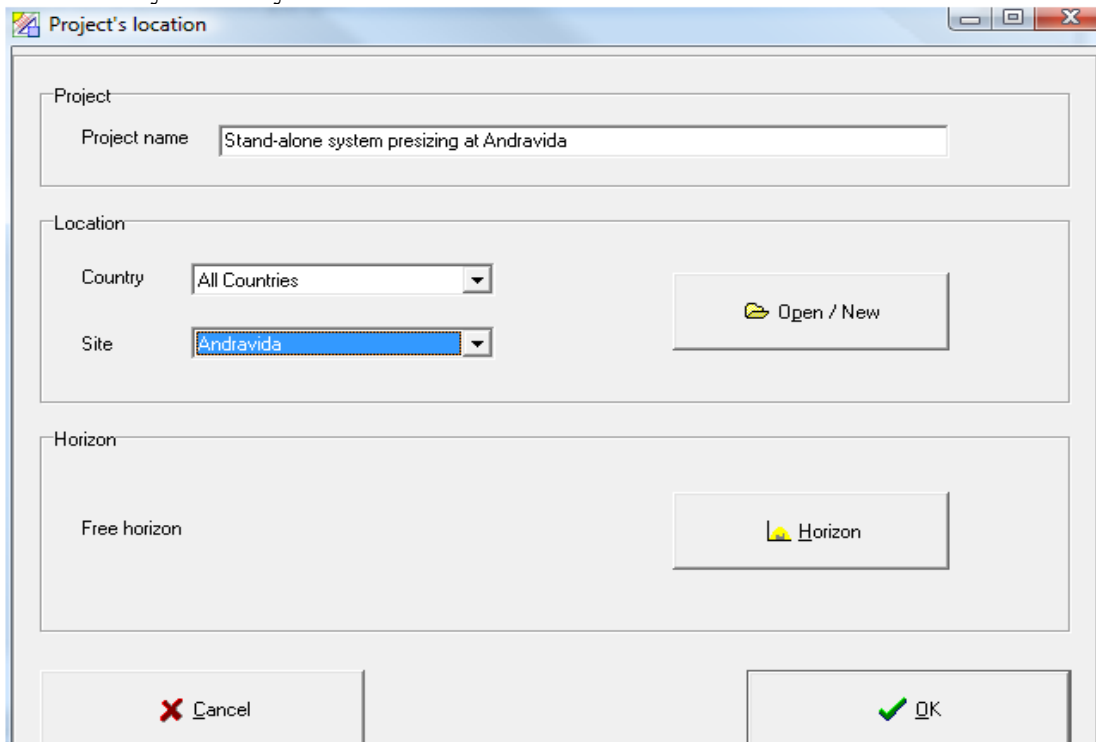 Project's location
Project
Project name Stand-alone system presizing at Andravida
Location
Country All Countries
Open / New
Site Andravida
Horizon
Free horizon
Horizon
Cancel OK